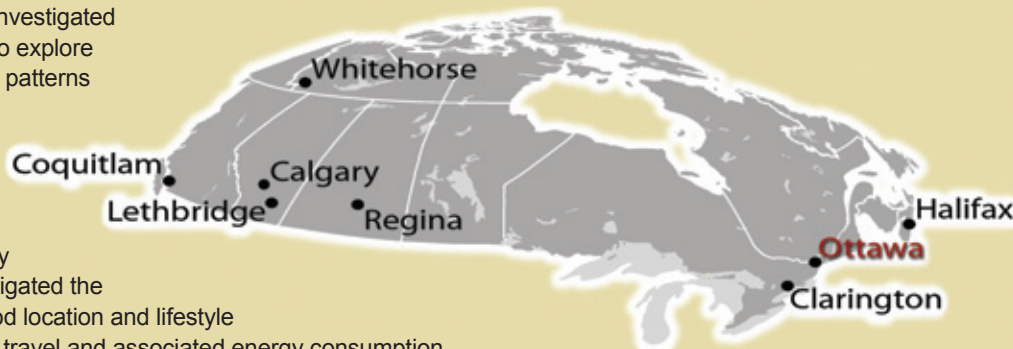 nvestigated
o explore
patterns
Whitehorse
Coquitlam
Calgary
Lethbridge
Regina
Halifax
Ottawa
Clarington
y
igated the
od location and lifestyle
travel and associated energy consumption